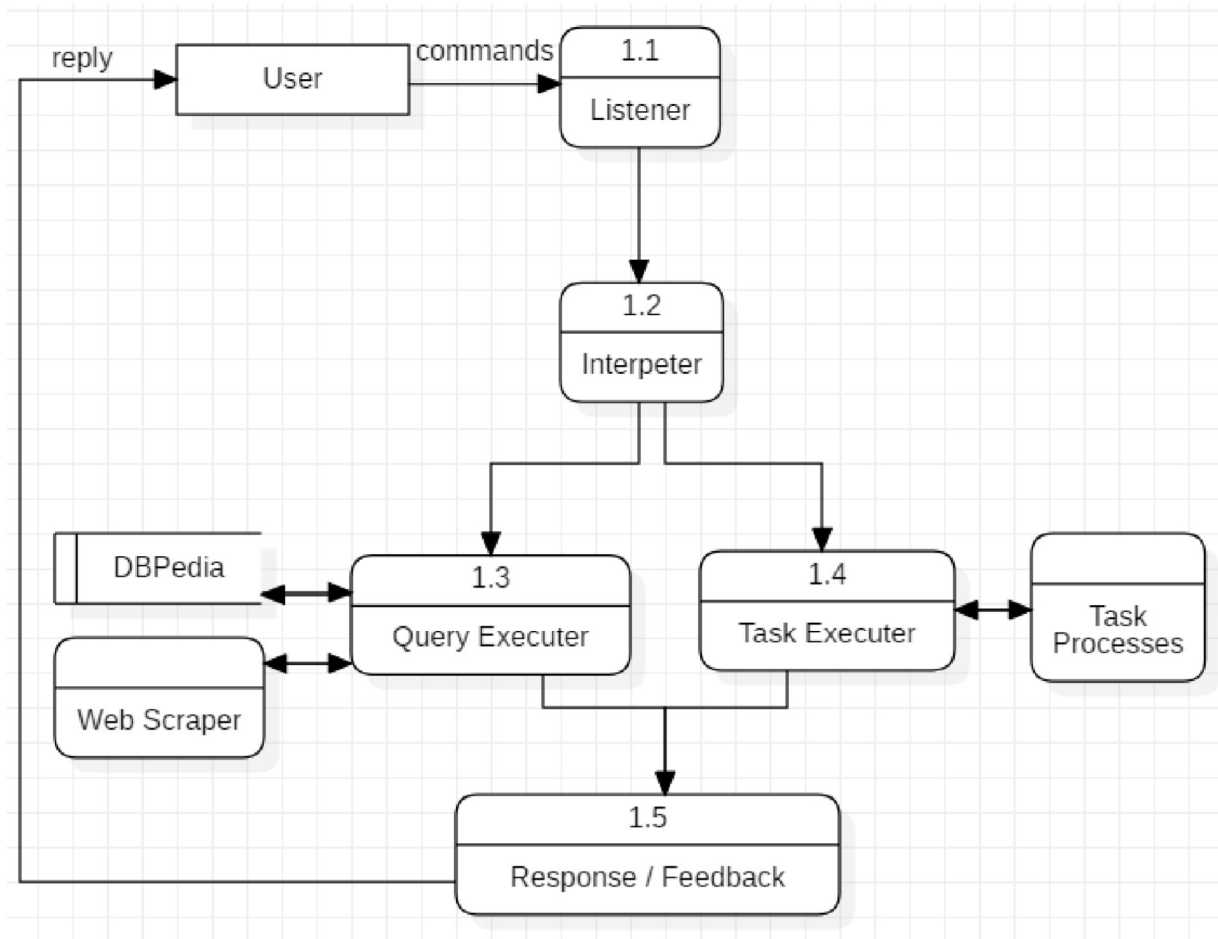 reply
User
commands
1.1
Listener
1.2
Interpeter
DBPedia
1.3
Query Executer
Web Scraper
1.4
Task Executer
Task
Processes
1.5
Response / Feedback